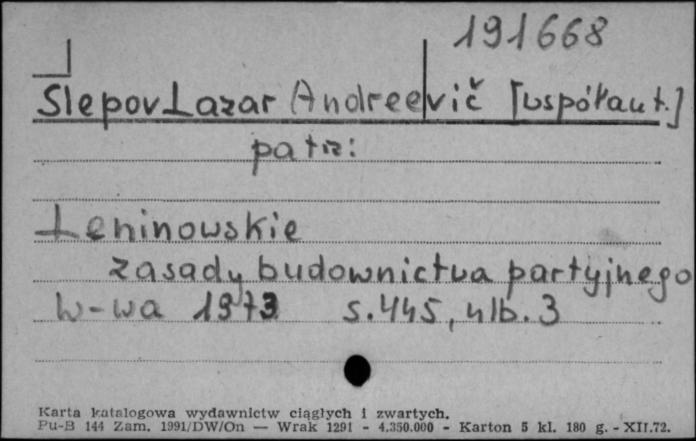 191668
Slepov Lazar Andreevič [współaut.]
patrz:
Leninowskie
zasady budownictwa partyjnego
W-wa 1973 s. 445, nlb. 3
Karta katalogowa wydawnictw ciągłych i zwartych.
Pu-B 144 Zam. 1991/DW/On — Wrak 1291 - 4.350.000 - Karton 5 kl. 180 g. - XII.72.